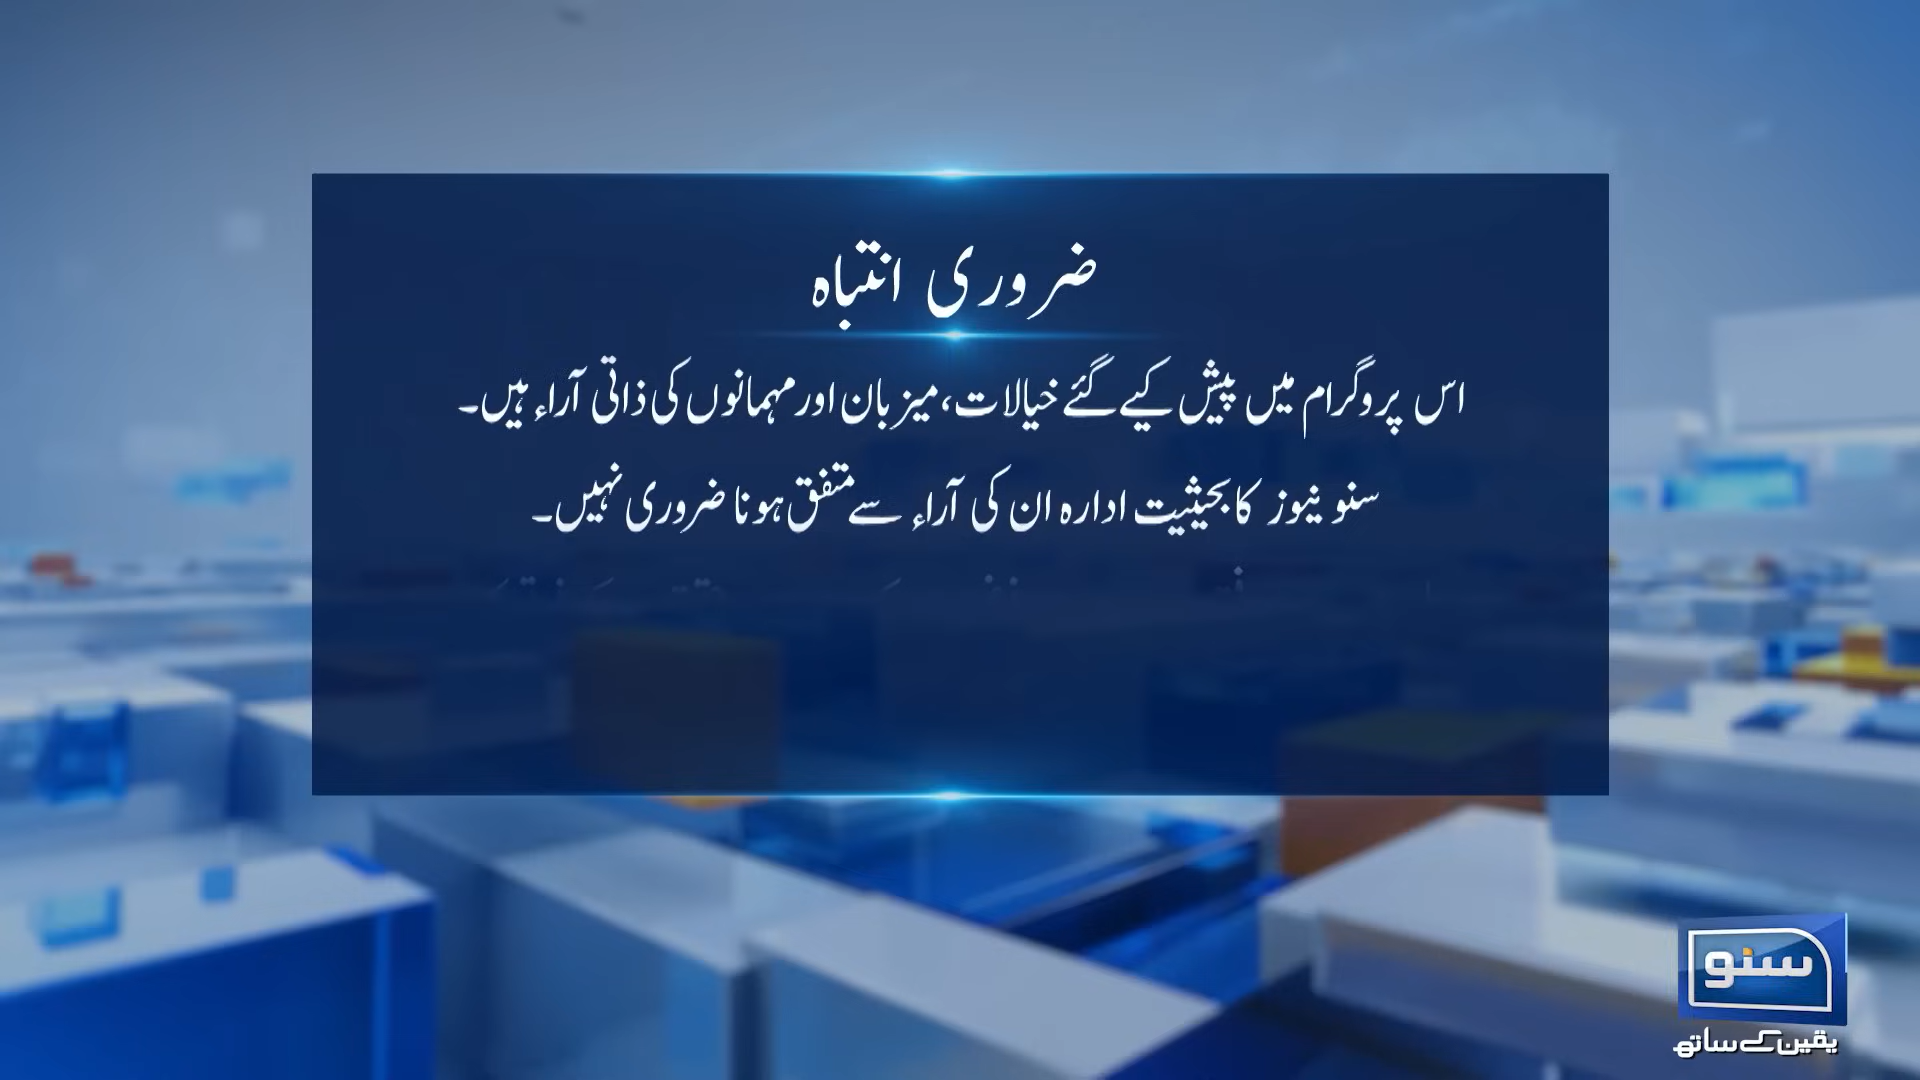 ضروری انتباہ
اس پروگرام میں پیش کیے گئے خیالات، میزبان اور مہمانوں کی ذاتی آراء ہیں۔
سنو نیوز کا بحیثیت ادارہ ان کی آراء سے متفق ہونا ضروری نہیں۔
سنو
یقین کے ساتھ